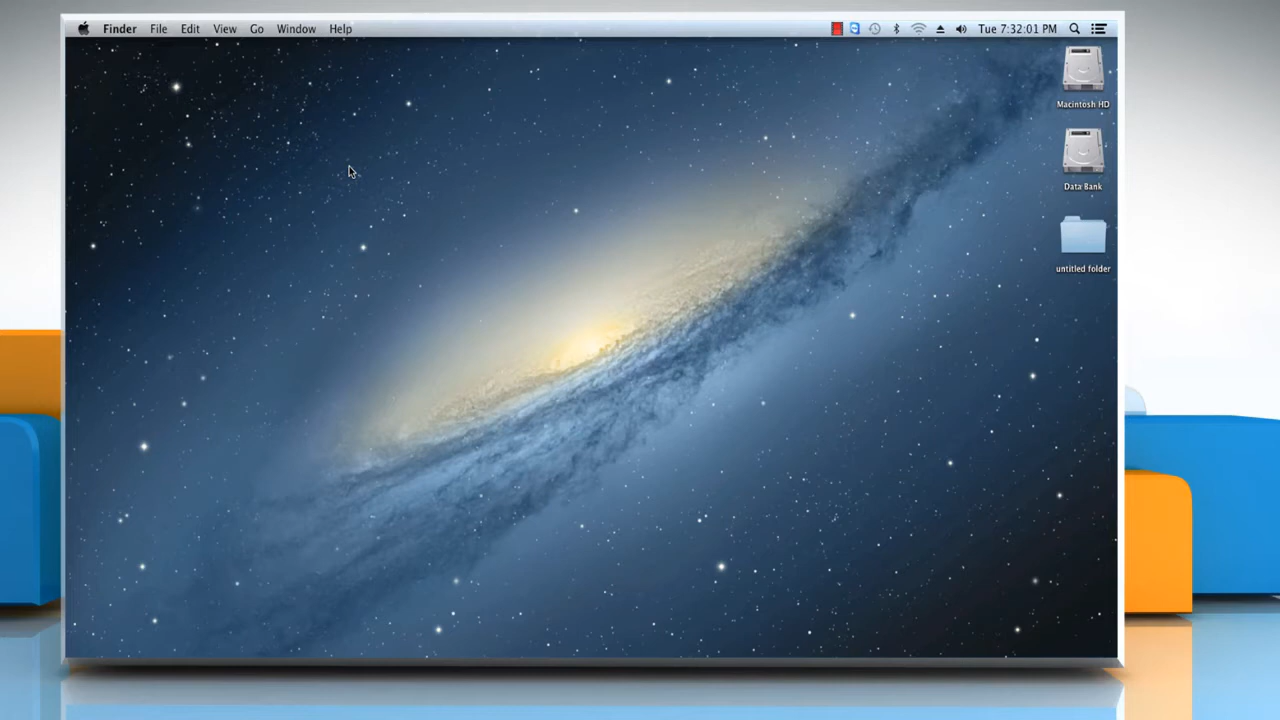 Finder File Edit View Go Window Help Tue 7:32:01 PM
Macintosh HD
Data Bank
untitled folder